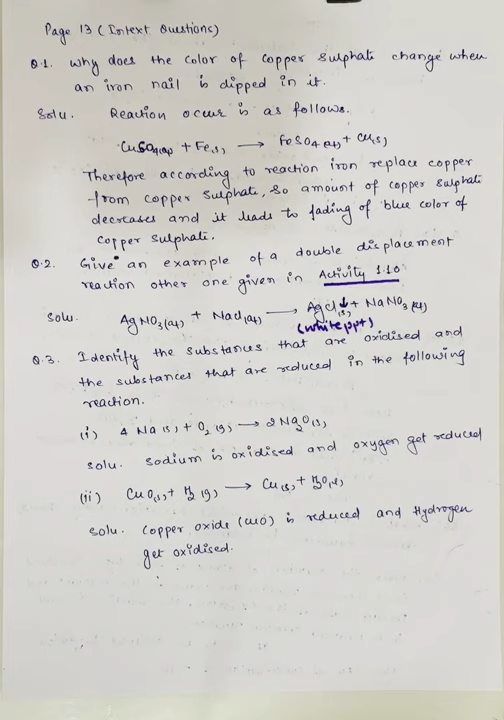 Page 13 (Intext Questions)
Q.1. Why does the color of copper sulphate change when
an iron nail is dipped in it.
Solu. Reaction occur is as follows.
CuSO4(aq) + Fe(s) → FeSO4(aq) + Cu(s)
Therefore according to reaction iron replace copper
from copper sulphate, so amount of copper sulphate
decreases and it leads to fading of blue color of
copper sulphate.
Q.2. Give an example of a double displacement
reaction other one given in Activity 1.10
Solu. AgNO3(aq) + NaCl(aq) → AgCl↓(s) + NaNO3(aq)
(white ppt)
Q.3. Identify the substances that are oxidised and
the substances that are reduced in the following
reaction.
(i) 4 Na(s) + O2(g) → 2Na2O(s)
Solu. Sodium is oxidised and oxygen get reduced
(ii) CuO(s) + H2(g) → Cu(s) + H2O(l)
Solu. Copper oxide (CuO) is reduced and Hydrogen
get oxidised.